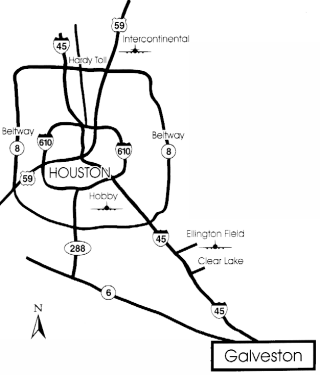 59
45
Intercontinental
Hardy Toll
Beltway
8
Beltway
8
610
610
HOUSTON
59
Hobby
45
Ellington Field
288
Clear Lake
6
45
N
Galveston